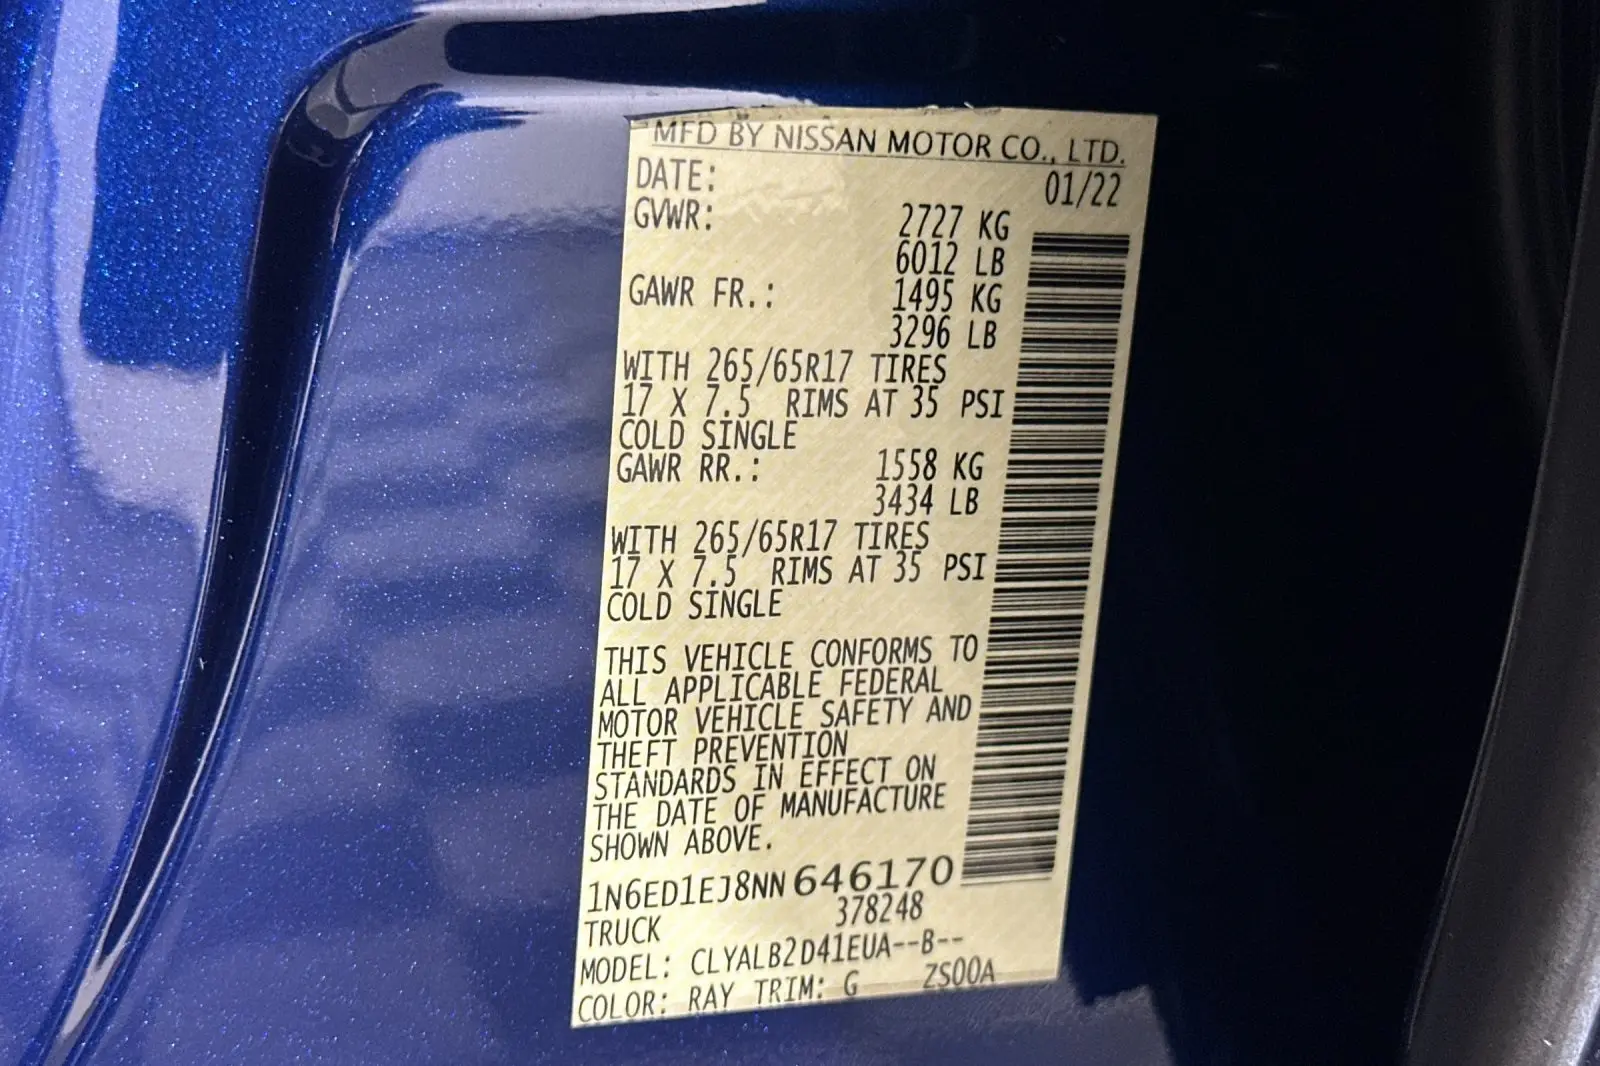 MFD BY NISSAN MOTOR CO., LTD.
DATE: 01/22
GVWR: 2727 KG
6012 LB
GAWR FR.: 1495 KG
3296 LB
WITH 265/65R17 TIRES
17 X 7.5 RIMS AT 35 PSI
COLD SINGLE
GAWR RR.: 1558 KG
3434 LB
WITH 265/65R17 TIRES
17 X 7.5 RIMS AT 35 PSI
COLD SINGLE
THIS VEHICLE CONFORMS TO
ALL APPLICABLE FEDERAL
MOTOR VEHICLE SAFETY AND
THEFT PREVENTION
STANDARDS IN EFFECT ON
THE DATE OF MANUFACTURE
SHOWN ABOVE.
1N6ED1EJ8NN646170
TRUCK 378248
MODEL: CLYALB2D41EUA--B--
COLOR: RAY TRIM: G ZS00A